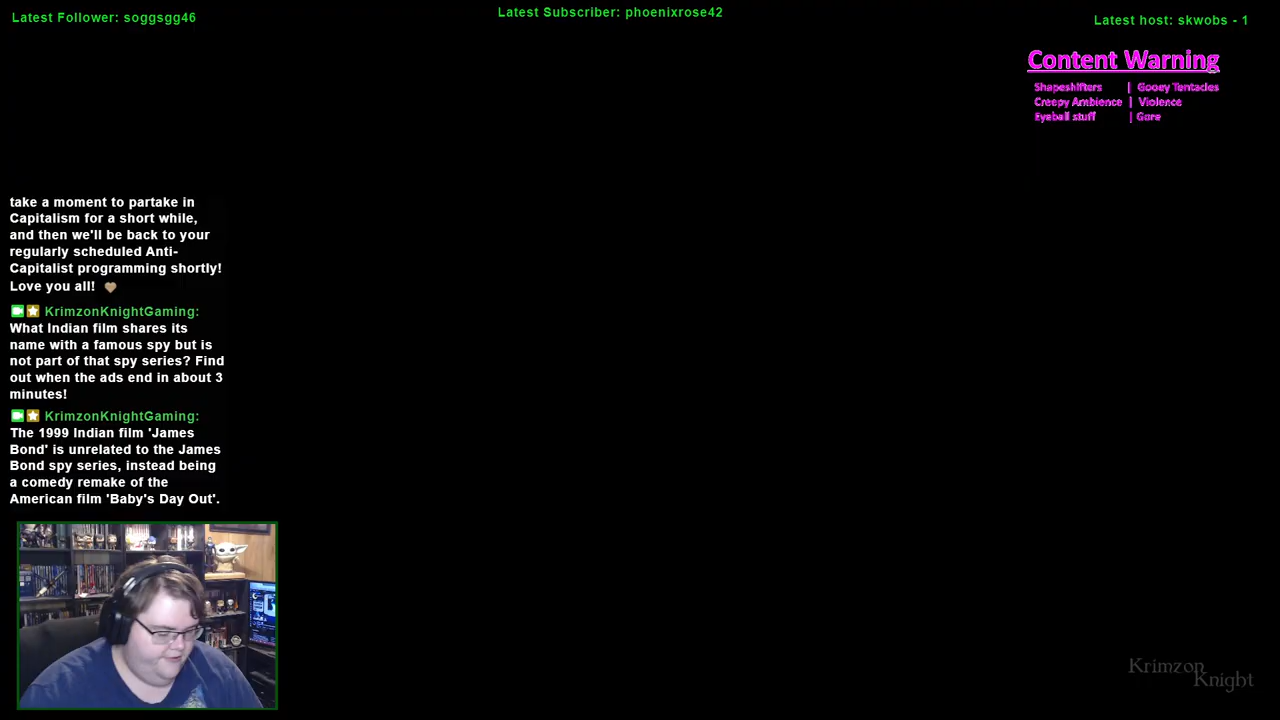 Latest Follower: soggsgg46
Latest Subscriber: phoenixrose42
Latest host: skwobs - 1
Content Warning
Shapeshifters | Gooey Tentacles
Creepy Ambience | Violence
Eyeball stuff | Gore
take a moment to partake in
Capitalism for a short while,
and then we'll be back to your
regularly scheduled Anti-
Capitalist programming shortly!
Love you all!
KrimzonKnightGaming:
What Indian film shares its
name with a famous spy but is
not part of that spy series? Find
out when the ads end in about 3
minutes!
KrimzonKnightGaming:
The 1999 Indian film 'James
Bond' is unrelated to the James
Bond spy series, instead being
a comedy remake of the
American film 'Baby's Day Out'.
Krimzon
Knight